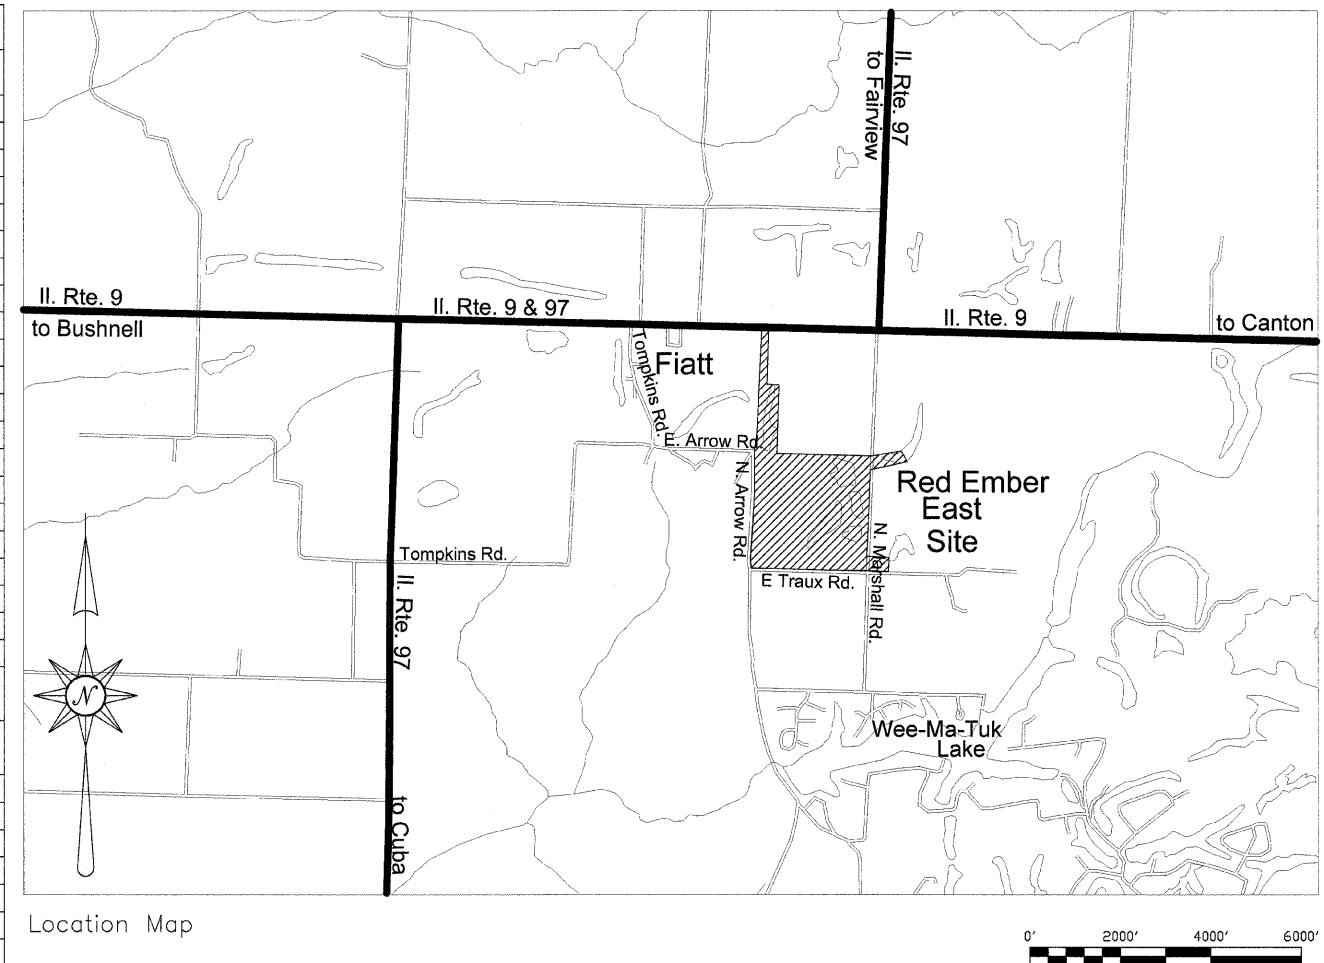 Il. Rte. 97
to Fairview
Il. Rte. 9
to Bushnell
Il. Rte. 9 & 97
Il. Rte. 9
to Canton
Tompkins Rd.
Fiatt
E. Arrow Rd.
N. Arrow Rd.
Red Ember
East
Site
Tompkins Rd.
N. Marshall Rd.
E Traux Rd.
Il. Rte. 97
N
Wee-Ma-Tuk
Lake
to Cuba
Location Map
0' 2000' 4000' 6000'